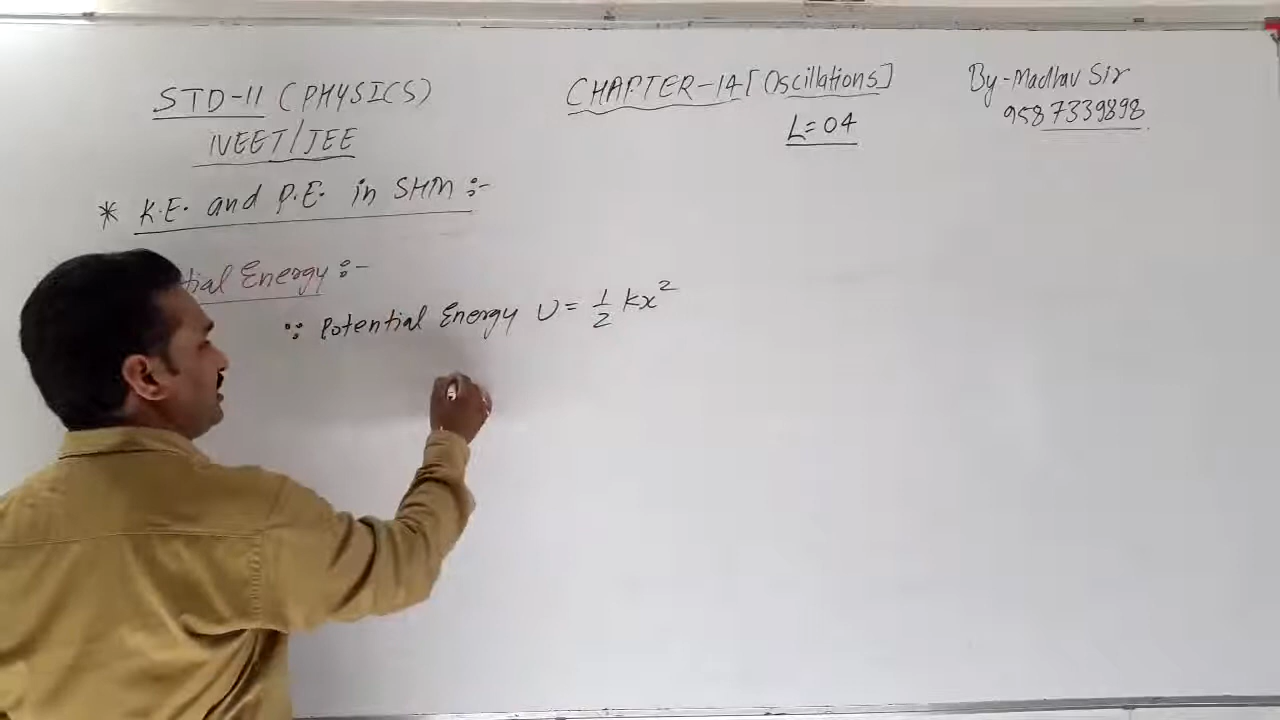 STD-11 (PHYSICS)
NEET/JEE
CHAPTER-14 [Oscillations]
L=04
By-Madhav Sir
9587339898
* K.E. and P.E. in SHM :-
Energy :-
∵ Potential Energy U = 1/2 kx²